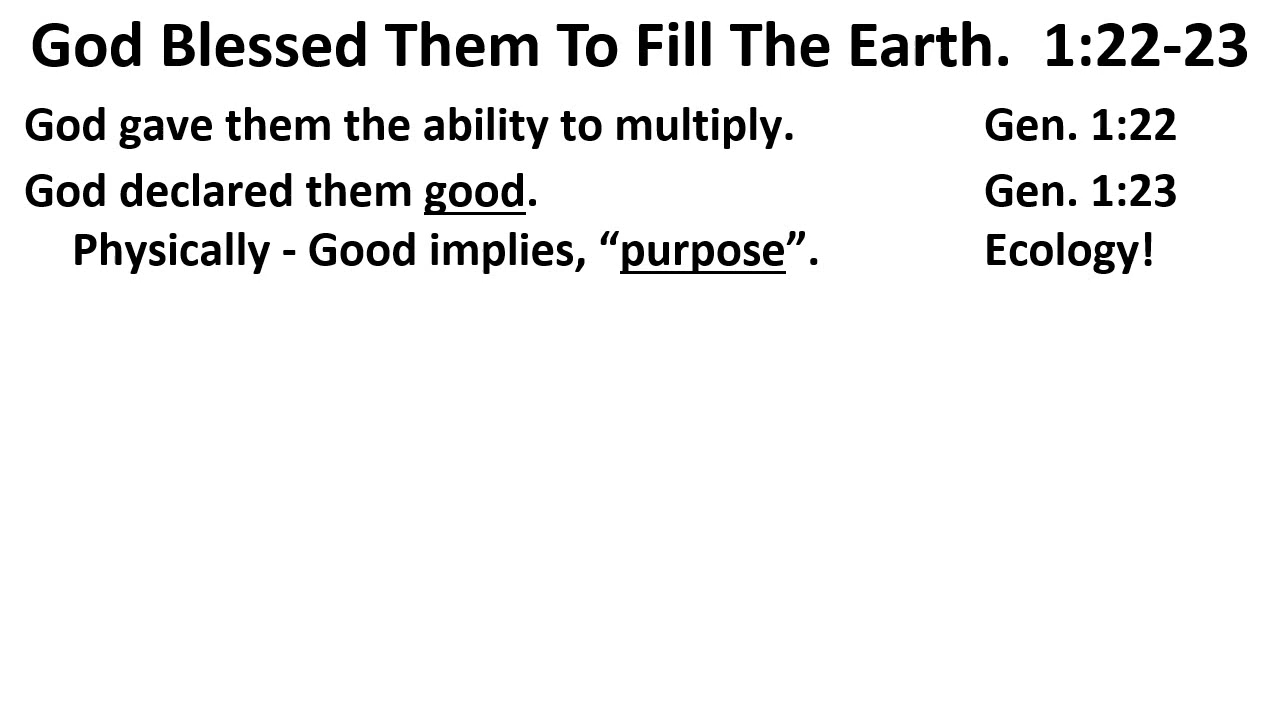 God Blessed Them To Fill The Earth. 1:22-23
God gave them the ability to multiply. Gen. 1:22
God declared them good. Gen. 1:23
Physically - Good implies, “purpose”. Ecology!